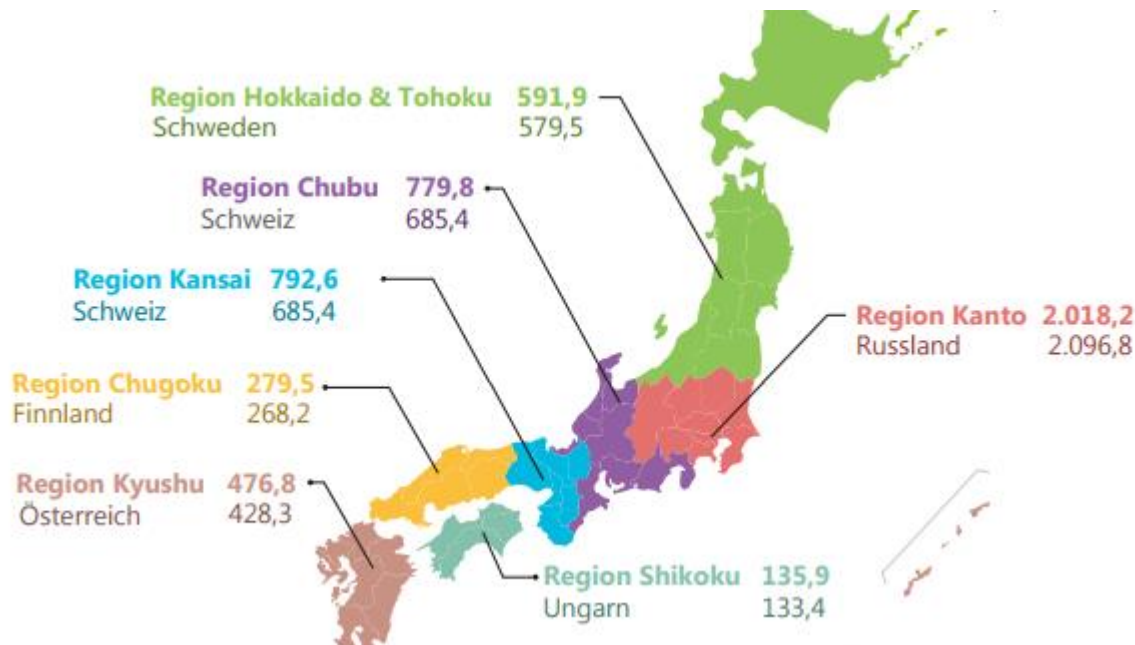 Region Hokkaido & Tohoku 591,9
Schweden 579,5
Region Chubu 779,8
Schweiz 685,4
Region Kansai 792,6
Schweiz 685,4
Region Kanto 2.018,2
Russland 2.096,8
Region Chugoku 279,5
Finnland 268,2
Region Kyushu 476,8
Österreich 428,3
Region Shikoku 135,9
Ungarn 133,4